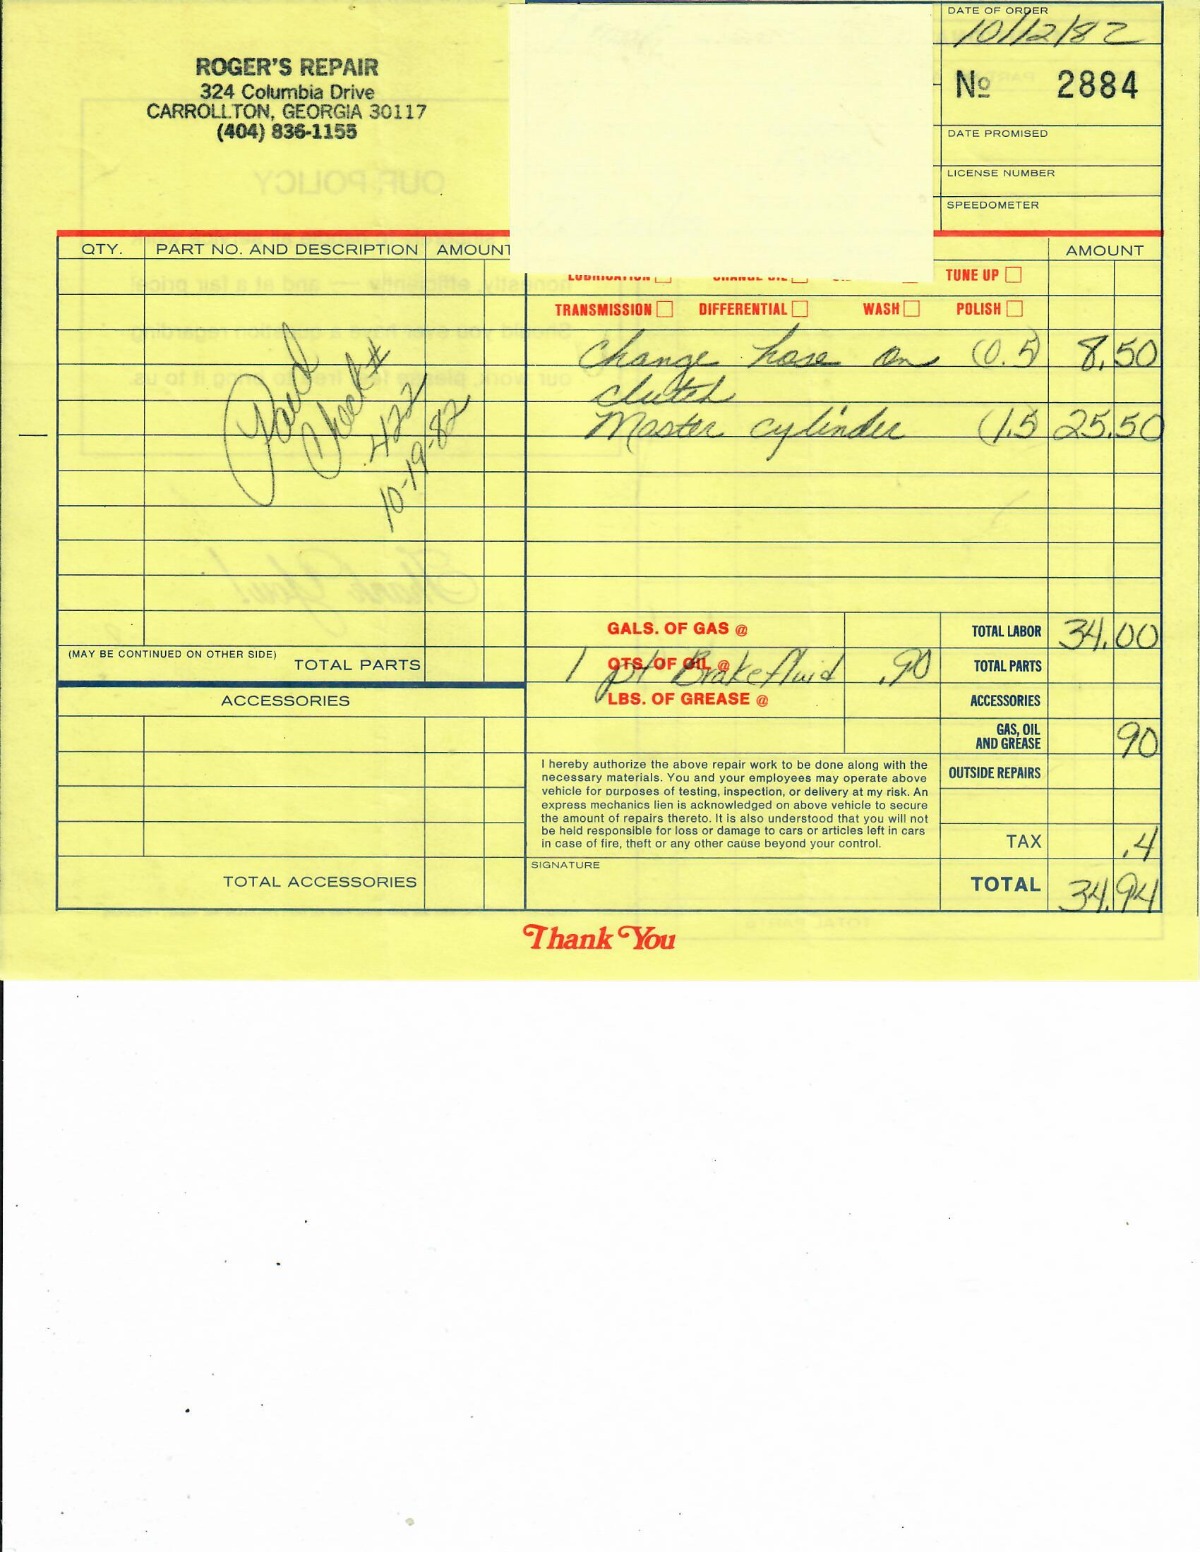 ROGER'S REPAIR
324 Columbia Drive
CARROLLTON, GEORGIA 30117
(404) 836-1155
DATE OF ORDER
10/12/82
No 2884
DATE PROMISED
LICENSE NUMBER
SPEEDOMETER
QTY. PART NO. AND DESCRIPTION AMOUNT
AMOUNT
LUBRICATION CHANGE OIL TUNE UP
TRANSMISSION DIFFERENTIAL WASH POLISH
Change hose on (0.5) 8.50
clutch
Master cylinder (1.5) 25.50
Paid
Check #
422
10-19-82
GALS. OF GAS @ TOTAL LABOR 34.00
(MAY BE CONTINUED ON OTHER SIDE) TOTAL PARTS
QTS. OF OIL @ TOTAL PARTS
1 pt Brake fluid .90
ACCESSORIES
LBS. OF GREASE @ ACCESSORIES
GAS, OIL
AND GREASE 90
I hereby authorize the above repair work to be done along with the
necessary materials. You and your employees may operate above
vehicle for purposes of testing, inspection, or delivery at my risk. An
express mechanics lien is acknowledged on above vehicle to secure
the amount of repairs thereto. It is also understood that you will not
be held responsible for loss or damage to cars or articles left in cars
in case of fire, theft or any other cause beyond your control.
OUTSIDE REPAIRS
TAX .4
SIGNATURE
TOTAL ACCESSORIES
TOTAL 34.94
Thank You